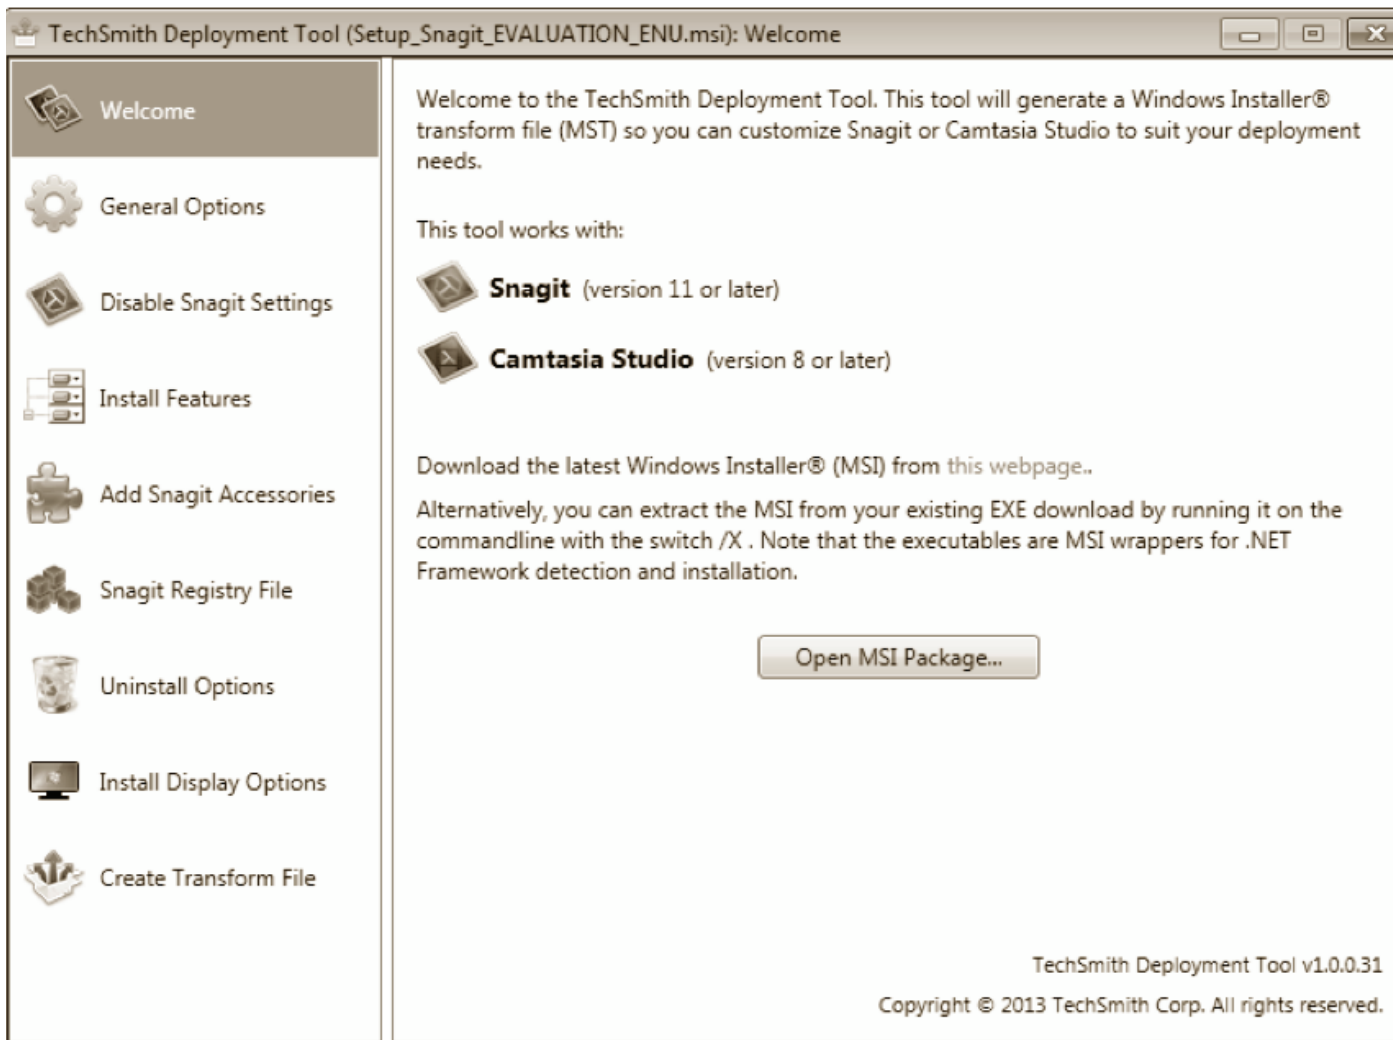 TechSmith Deployment Tool (Setup_Snagit_EVALUATION_ENU.msi): Welcome
Welcome
General Options
Disable Snagit Settings
Install Features
Add Snagit Accessories
Snagit Registry File
Uninstall Options
Install Display Options
Create Transform File
Welcome to the TechSmith Deployment Tool. This tool will generate a Windows Installer®
transform file (MST) so you can customize Snagit or Camtasia Studio to suit your deployment
needs.
This tool works with:
Snagit (version 11 or later)
Camtasia Studio (version 8 or later)
Download the latest Windows Installer® (MSI) from this webpage..
Alternatively, you can extract the MSI from your existing EXE download by running it on the
commandline with the switch /X . Note that the executables are MSI wrappers for .NET
Framework detection and installation.
Open MSI Package...
TechSmith Deployment Tool v1.0.0.31
Copyright © 2013 TechSmith Corp. All rights reserved.